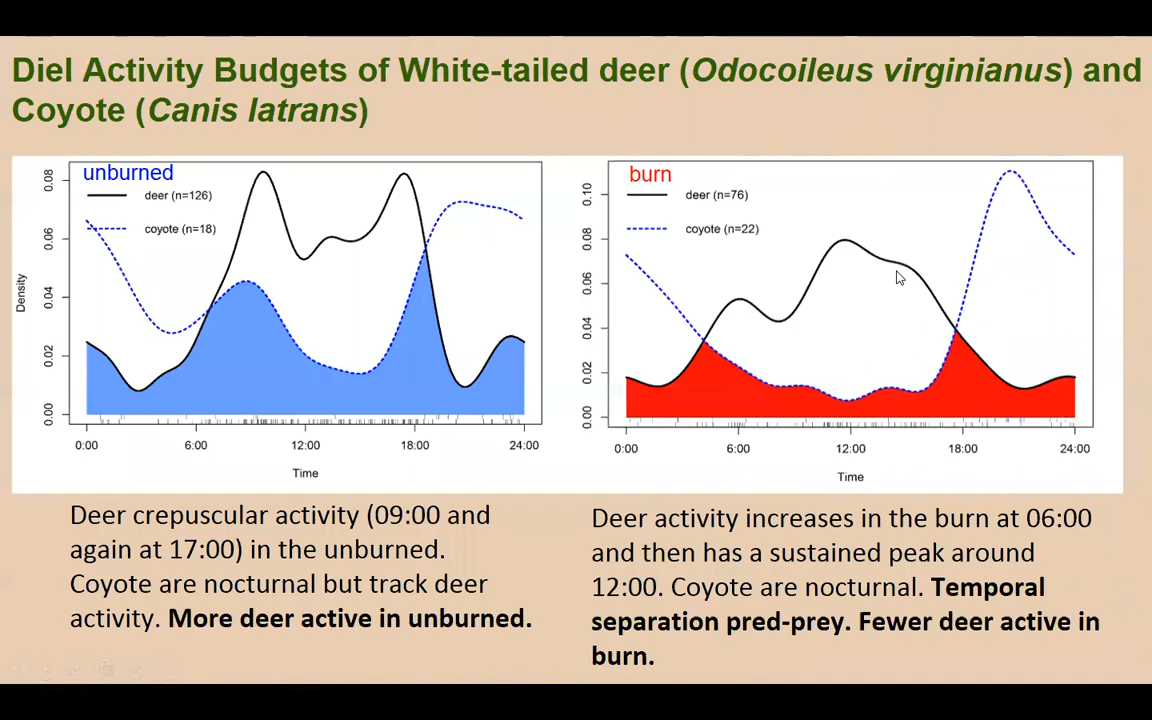 Diel Activity Budgets of White-tailed deer (Odocoileus virginianus) and
Coyote (Canis latrans)
unburned
deer (n=126)
coyote (n=18)
Density
0.08
0.06
0.04
0.02
0.00
0:00 6:00 12:00 18:00 24:00
Time
burn
deer (n=76)
coyote (n=22)
0.10
0.08
0.06
0.04
0.02
0.00
0:00 6:00 12:00 18:00 24:00
Time
Deer crepuscular activity (09:00 and
again at 17:00) in the unburned.
Coyote are nocturnal but track deer
activity. More deer active in unburned.
Deer activity increases in the burn at 06:00
and then has a sustained peak around
12:00. Coyote are nocturnal. Temporal
separation pred-prey. Fewer deer active in
burn.